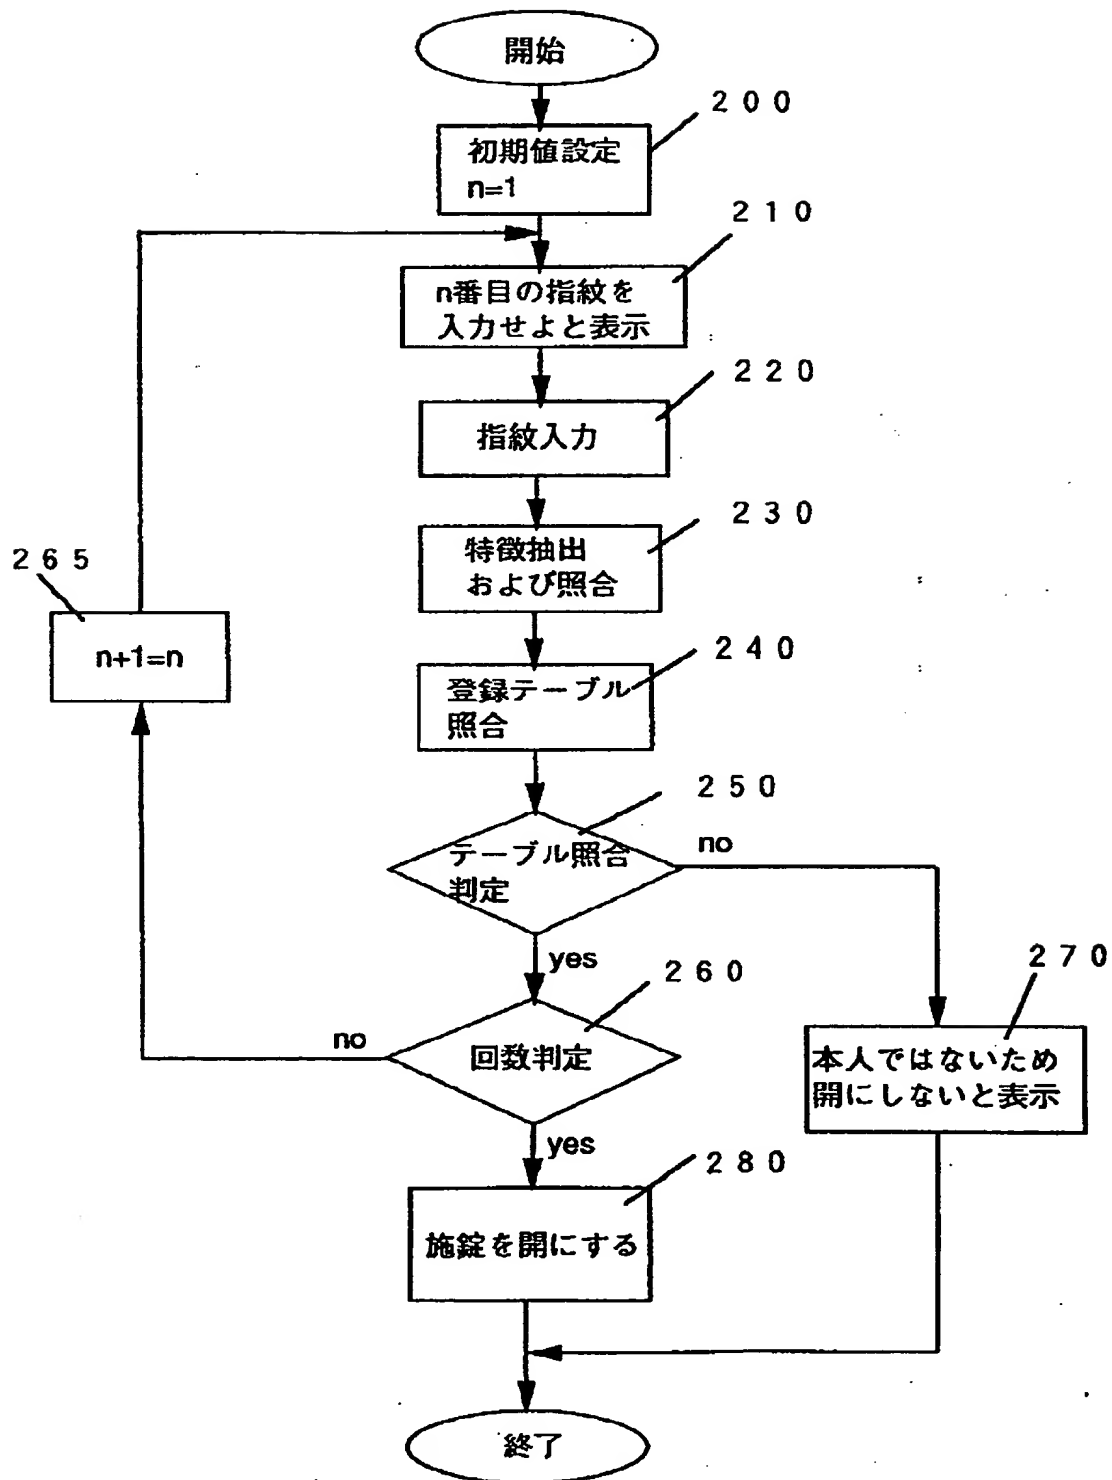 開始
200
初期値設定
n=1
210
n番目の指紋を
入力せよと表示
220
指紋入力
230
特徴抽出
および照合
265
n+1=n
240
登録テーブル
照合
250
テーブル照合
判定
no
yes
260
回数判定
no
270
本人ではないため
開にしないと表示
yes
280
施錠を開にする
終了